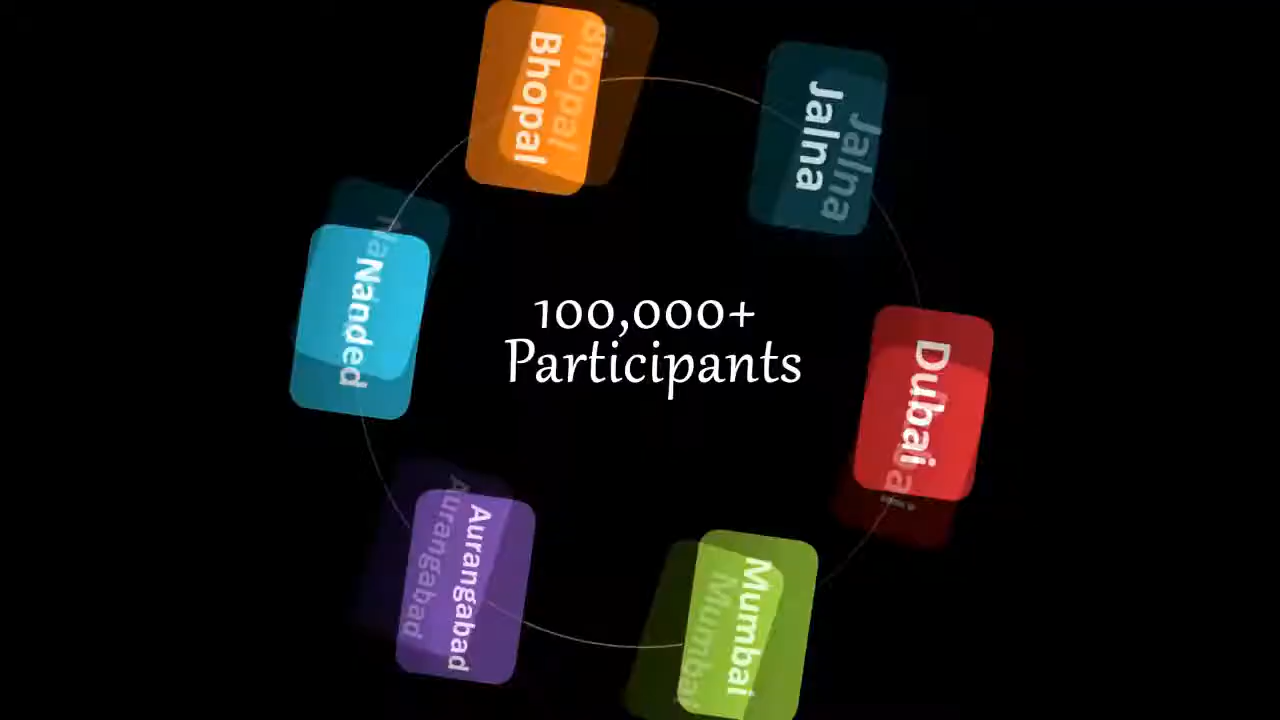 Bhopal
Jalna
Nanded
100,000+
Participants
Dubai
Aurangabad
Mumbai